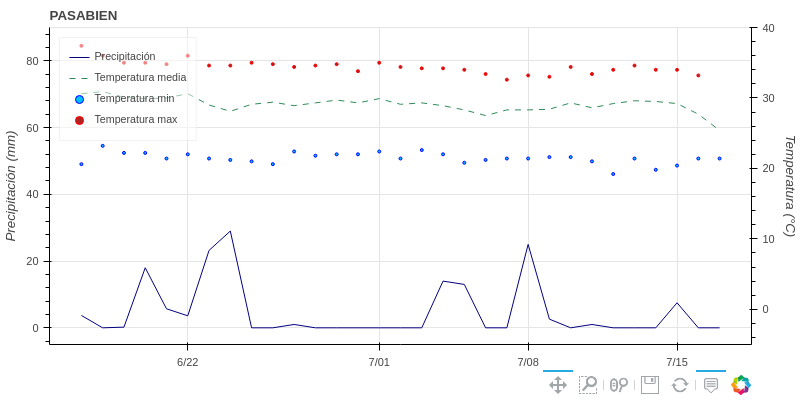 PASABIEN
Precipitación
Temperatura media
Temperatura min
Temperatura max
80
60
40
20
0
Precipitación (mm)
40
30
20
10
0
Temperatura (°C)
6/22
7/01
7/08
7/15